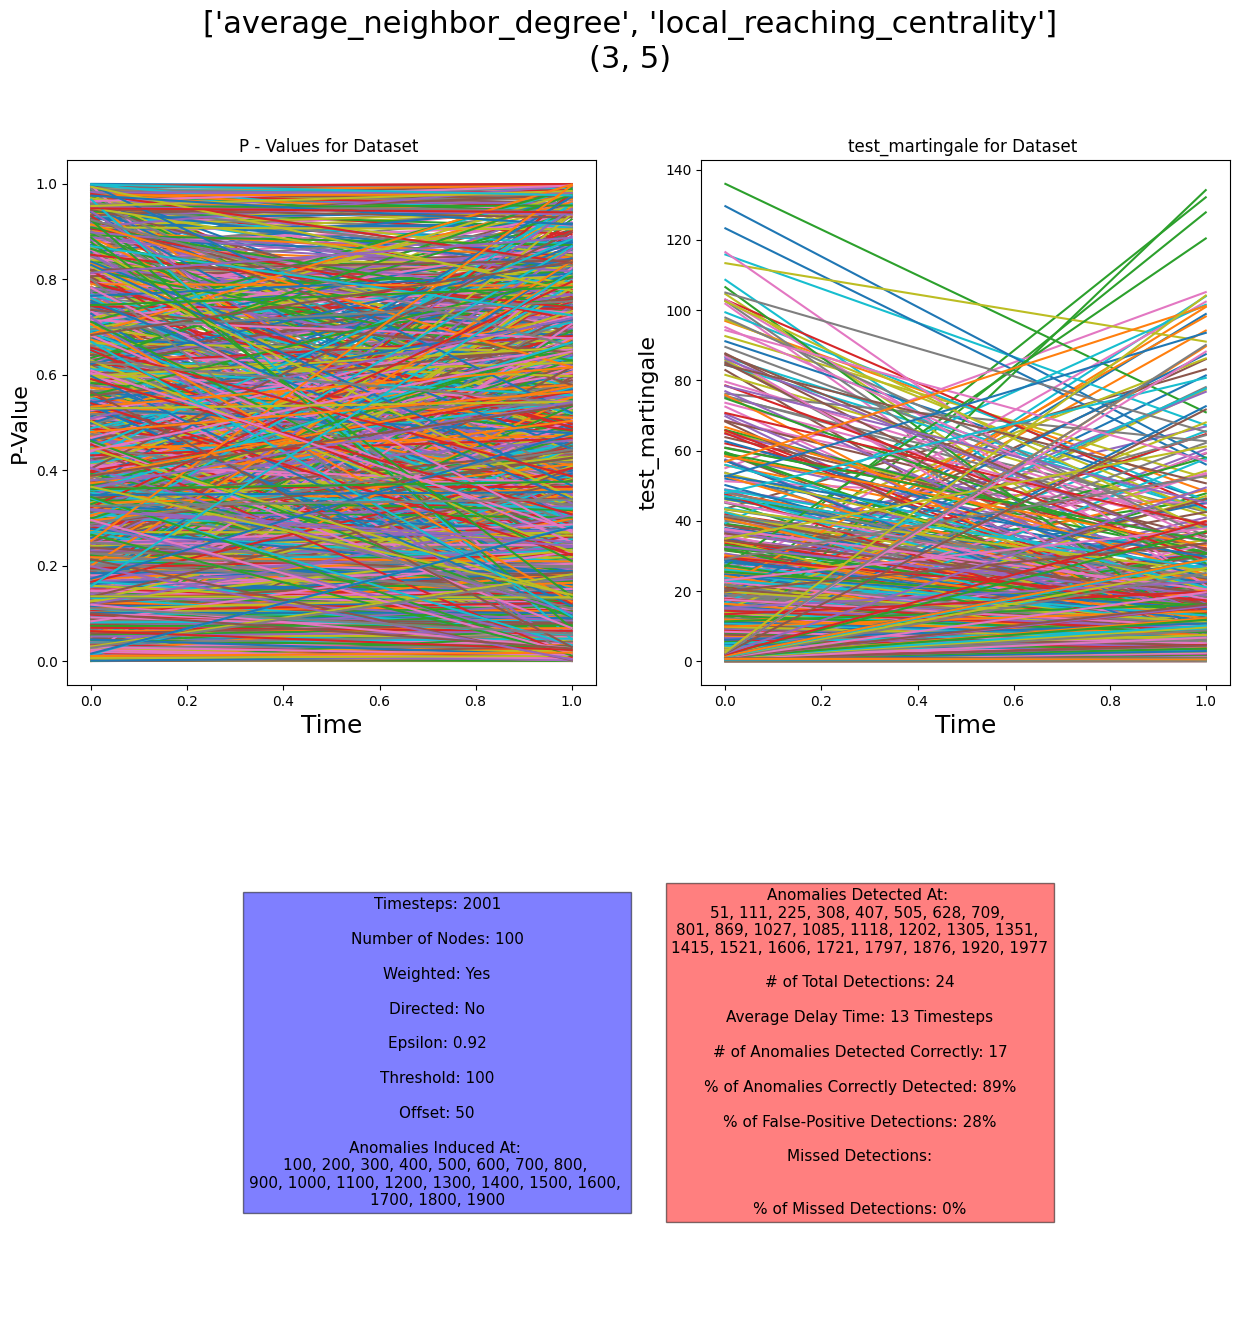 ['average_neighbor_degree', 'local_reaching_centrality']
(3, 5)
P - Values for Dataset
1.0
0.8
0.6
0.4
0.2
0.0
P-Value
0.0 0.2 0.4 0.6 0.8 1.0
Time
test_martingale for Dataset
140
120
100
80
60
40
20
0
test_martingale
0.0 0.2 0.4 0.6 0.8 1.0
Time
Timesteps: 2001
Number of Nodes: 100
Weighted: Yes
Directed: No
Epsilon: 0.92
Threshold: 100
Offset: 50
Anomalies Induced At:
100, 200, 300, 400, 500, 600, 700, 800,
900, 1000, 1100, 1200, 1300, 1400, 1500, 1600,
1700, 1800, 1900
Anomalies Detected At:
51, 111, 225, 308, 407, 505, 628, 709,
801, 869, 1027, 1085, 1118, 1202, 1305, 1351,
1415, 1521, 1606, 1721, 1797, 1876, 1920, 1977
# of Total Detections: 24
Average Delay Time: 13 Timesteps
# of Anomalies Detected Correctly: 17
% of Anomalies Correctly Detected: 89%
% of False-Positive Detections: 28%
Missed Detections:
% of Missed Detections: 0%